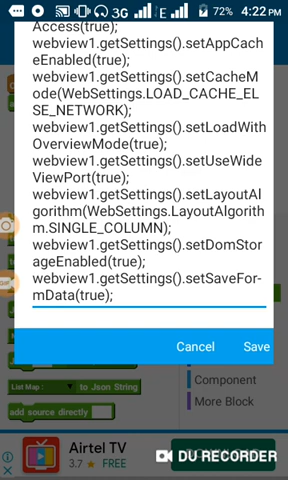 3G E 72% 4:22 PM
Access(true);
webview1.getSettings().setAppCach
eEnabled(true);
webview1.getSettings().setCacheM
ode(WebSettings.LOAD_CACHE_EL
SE_NETWORK);
webview1.getSettings().setLoadWith
OverviewMode(true);
webview1.getSettings().setUseWide
ViewPort(true);
webview1.getSettings().setLayoutAl
gorithm(WebSettings.LayoutAlgorith
m.SINGLE_COLUMN);
webview1.getSettings().setDomStor
ageEnabled(true);
webview1.getSettings().setSaveFor-
mData(true);
Cancel Save
List Map : to Json String
Component
add source directly
More Block
Airtel TV
3.7 ★ FREE
DU RECORDER